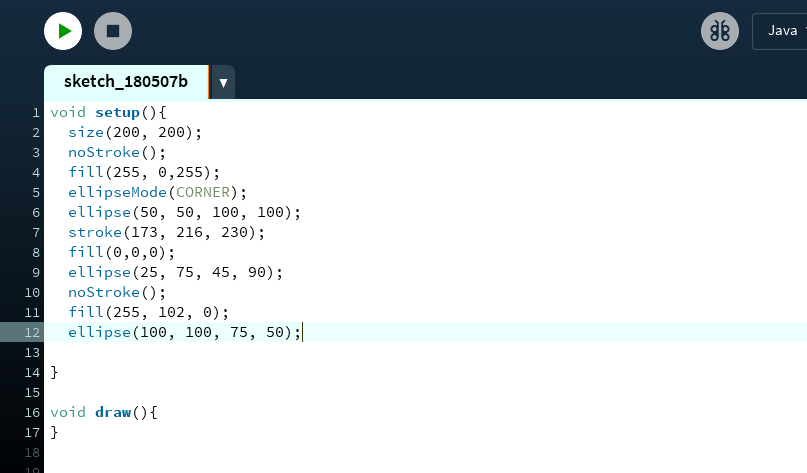 Java
sketch_180507b
1 void setup(){
2 size(200, 200);
3 noStroke();
4 fill(255, 0,255);
5 ellipseMode(CORNER);
6 ellipse(50, 50, 100, 100);
7 stroke(173, 216, 230);
8 fill(0,0,0);
9 ellipse(25, 75, 45, 90);
10 noStroke();
11 fill(255, 102, 0);
12 ellipse(100, 100, 75, 50);
13
14 }
15
16 void draw(){
17 }
18
19